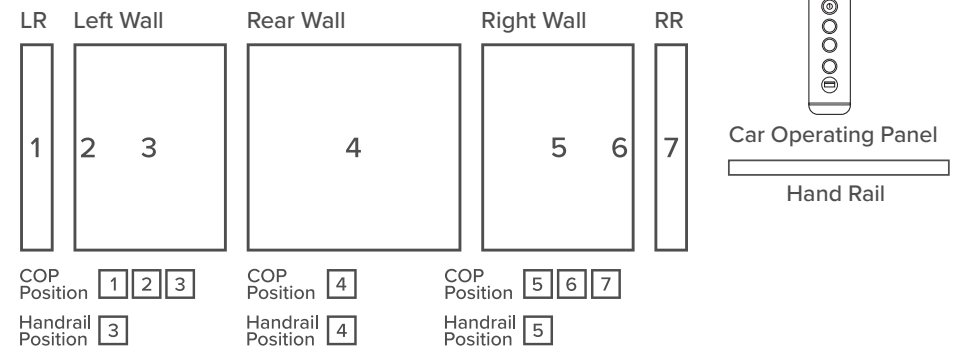 LR Left Wall Rear Wall Right Wall RR
1 2 3 4 5 6 7
Car Operating Panel
Hand Rail
COP Position 1 2 3
Handrail Position 3
COP Position 4
Handrail Position 4
COP Position 5 6 7
Handrail Position 5